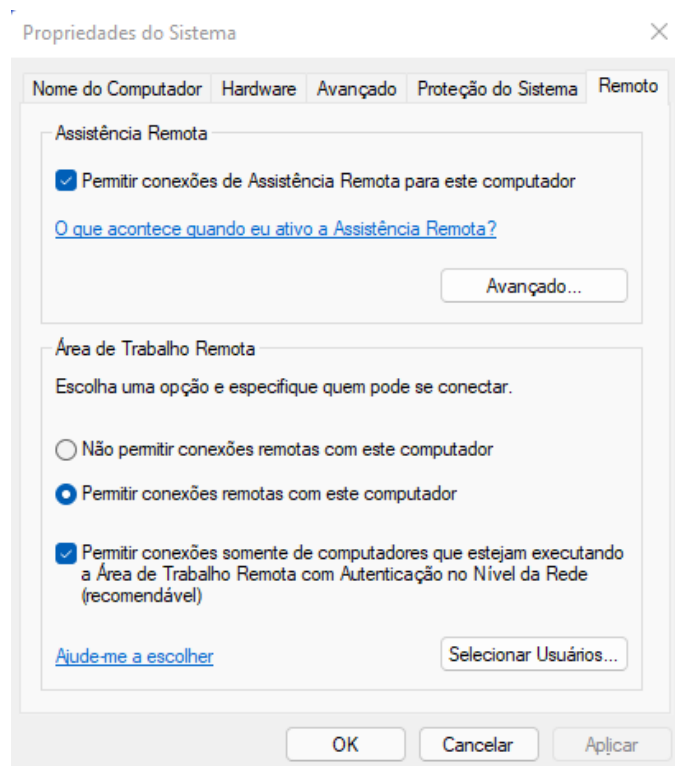 Propriedades do Sistema
Nome do Computador Hardware Avançado Proteção do Sistema Remoto
Assistência Remota
Permitir conexões de Assistência Remota para este computador
O que acontece quando eu ativo a Assistência Remota?
Avançado...
Área de Trabalho Remota
Escolha uma opção e especifique quem pode se conectar.
Não permitir conexões remotas com este computador
Permitir conexões remotas com este computador
Permitir conexões somente de computadores que estejam executando
a Área de Trabalho Remota com Autenticação no Nível da Rede
(recomendável)
Ajude-me a escolher
Selecionar Usuários...
OK Cancelar Aplicar